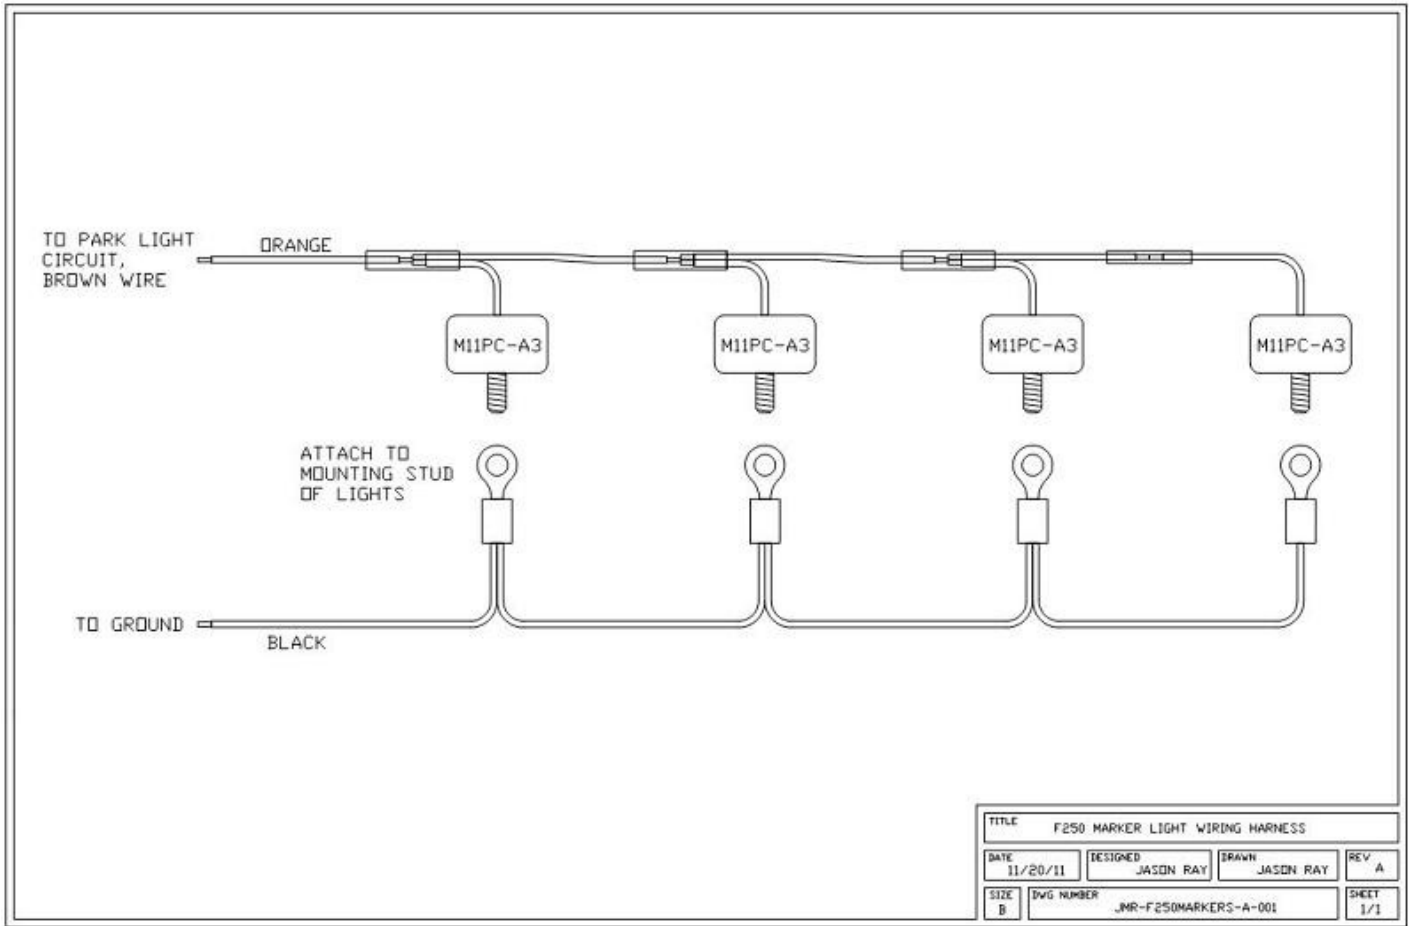 TO PARK LIGHT
CIRCUIT,
BROWN WIRE
ORANGE
M11PC-A3
M11PC-A3
M11PC-A3
M11PC-A3
ATTACH TO
MOUNTING STUD
OF LIGHTS
TO GROUND
BLACK
TITLE
F250 MARKER LIGHT WIRING HARNESS
DATE
11/20/11
DESIGNED
JASON RAY
DRAWN
JASON RAY
REV
A
SIZE
B
DWG NUMBER
JMR-F250MARKERS-A-001
SHEET
1/1